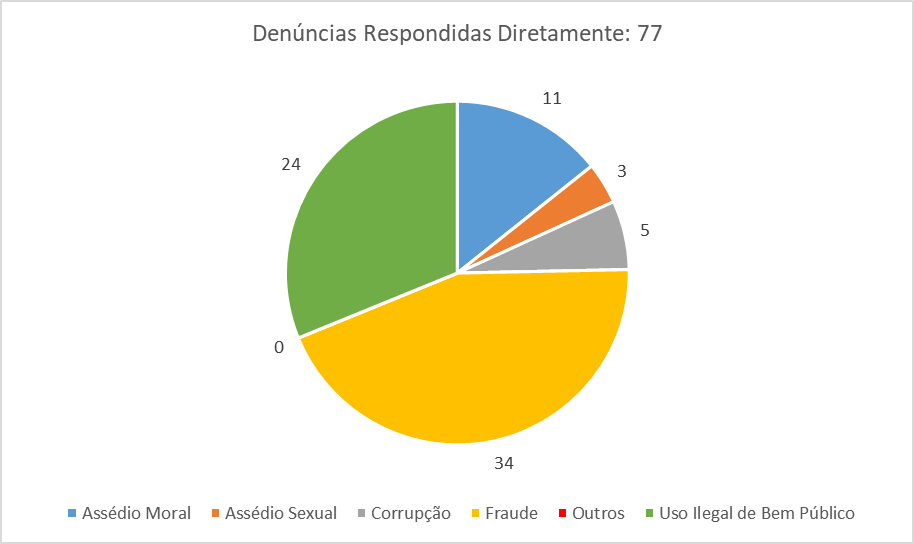 Denúncias Respondidas Diretamente: 77
11
3
5
34
0
24
Assédio Moral
Assédio Sexual
Corrupção
Fraude
Outros
Uso Ilegal de Bem Público